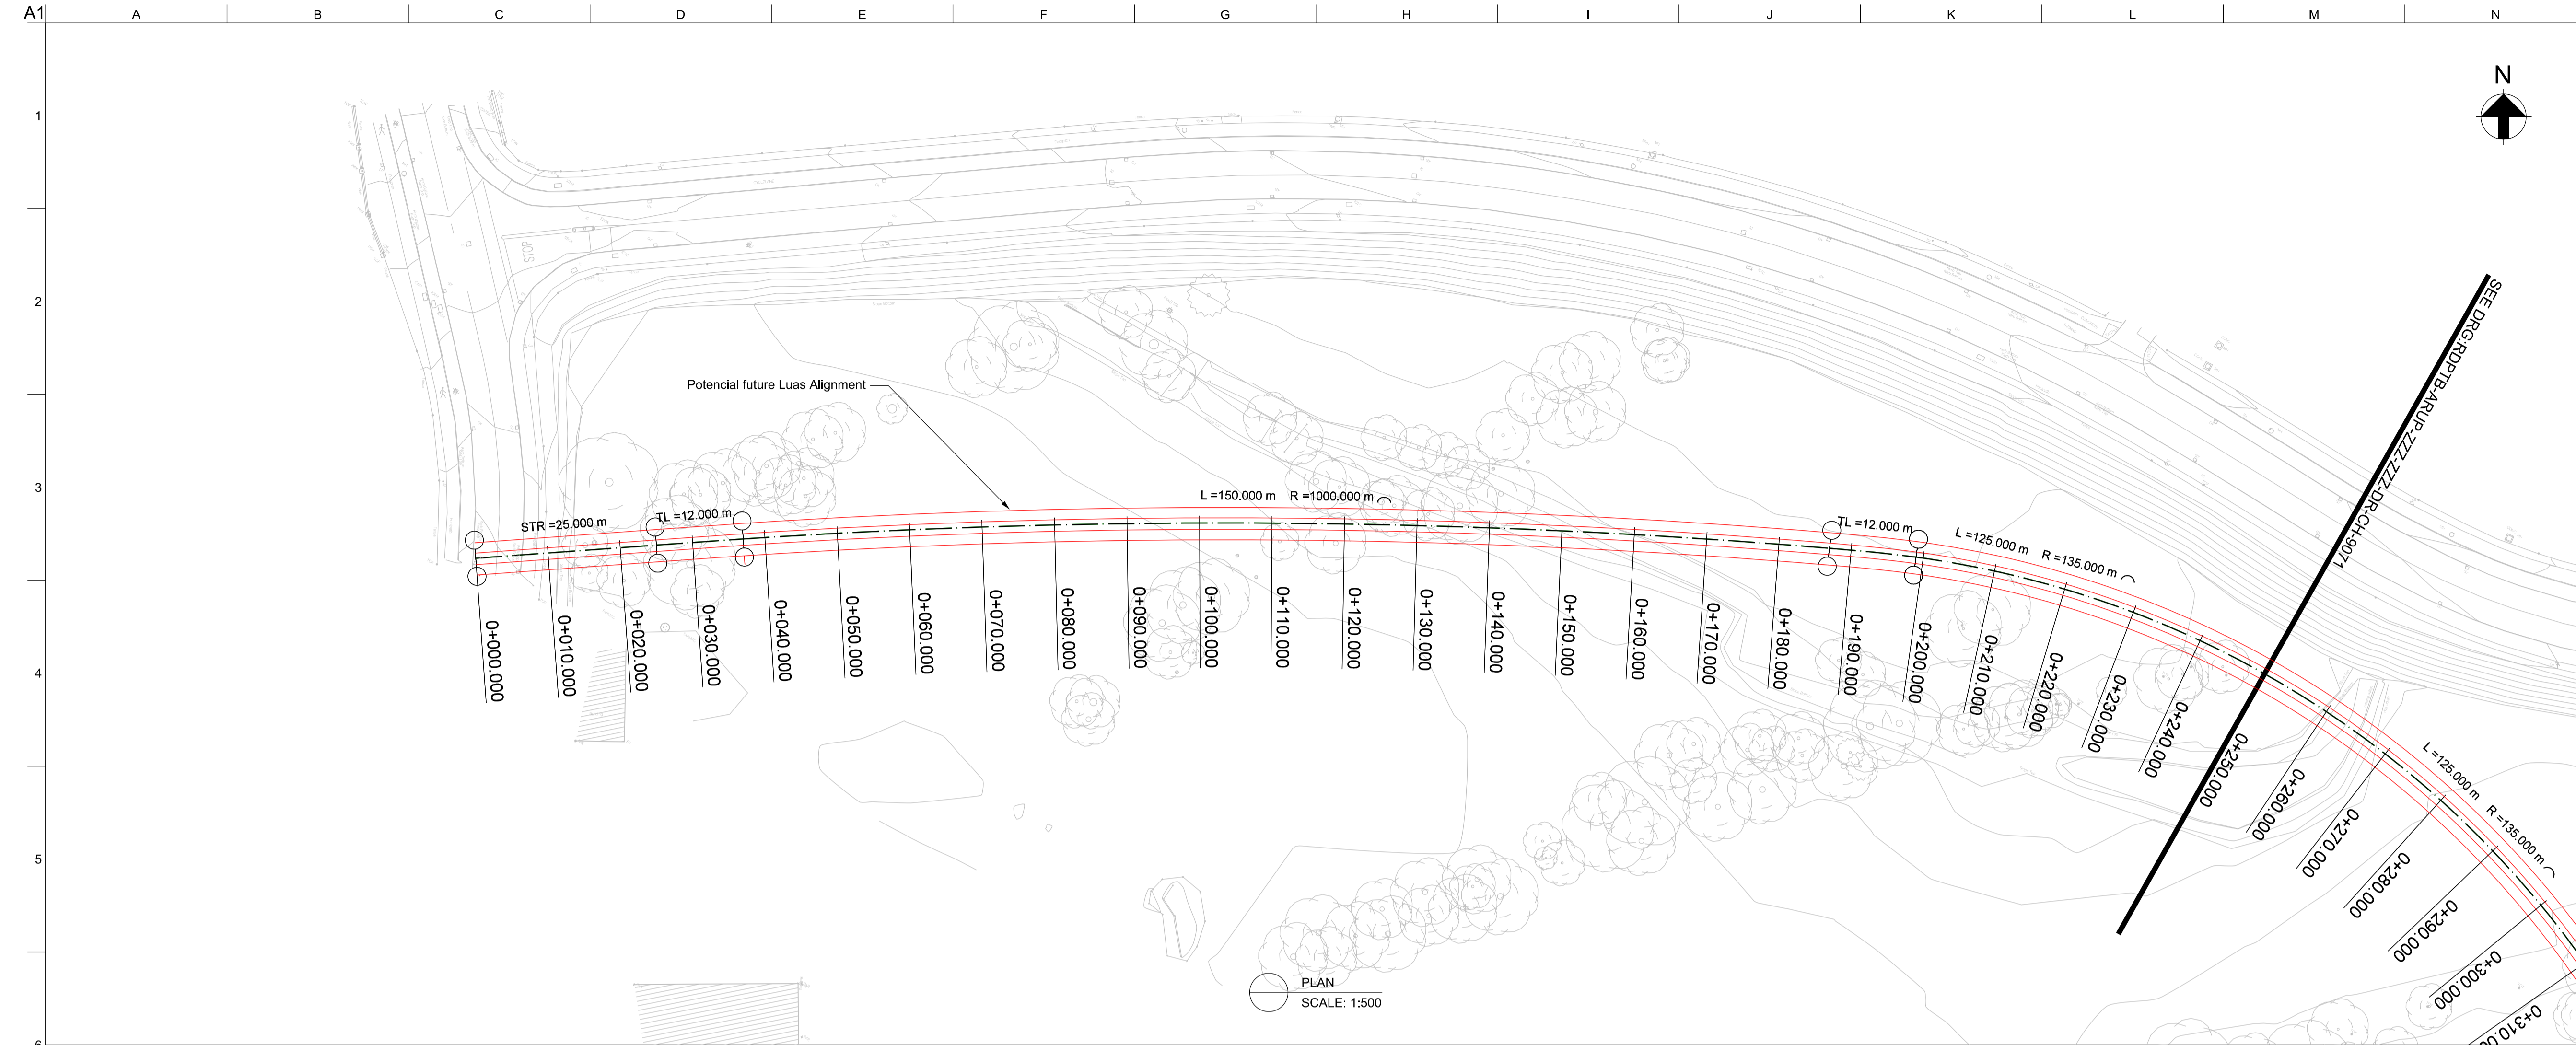 A1
A
B
C
D
E
F
G
H
I
J
K
L
M
N
1
2
3
4
5
6
N
STOP
SEE DRG:RDPTB-ARUP-ZZZ-ZZZ-DR-CH-9071
Potencial future Luas Alignment
STR =25.000 m
TL =12.000 m
L =150.000 m R =1000.000 m
TL =12.000 m
L =125.000 m R =135.000 m
L =125.000 m R =135.000 m
0+000.000
0+010.000
0+020.000
0+030.000
0+040.000
0+050.000
0+060.000
0+070.000
0+080.000
0+090.000
0+100.000
0+110.000
0+120.000
0+130.000
0+140.000
0+150.000
0+160.000
0+170.000
0+180.000
0+190.000
0+200.000
0+210.000
0+220.000
0+230.000
0+240.000
0+250.000
0+260.000
0+270.000
0+280.000
0+290.000
0+300.000
PLAN
SCALE: 1:500